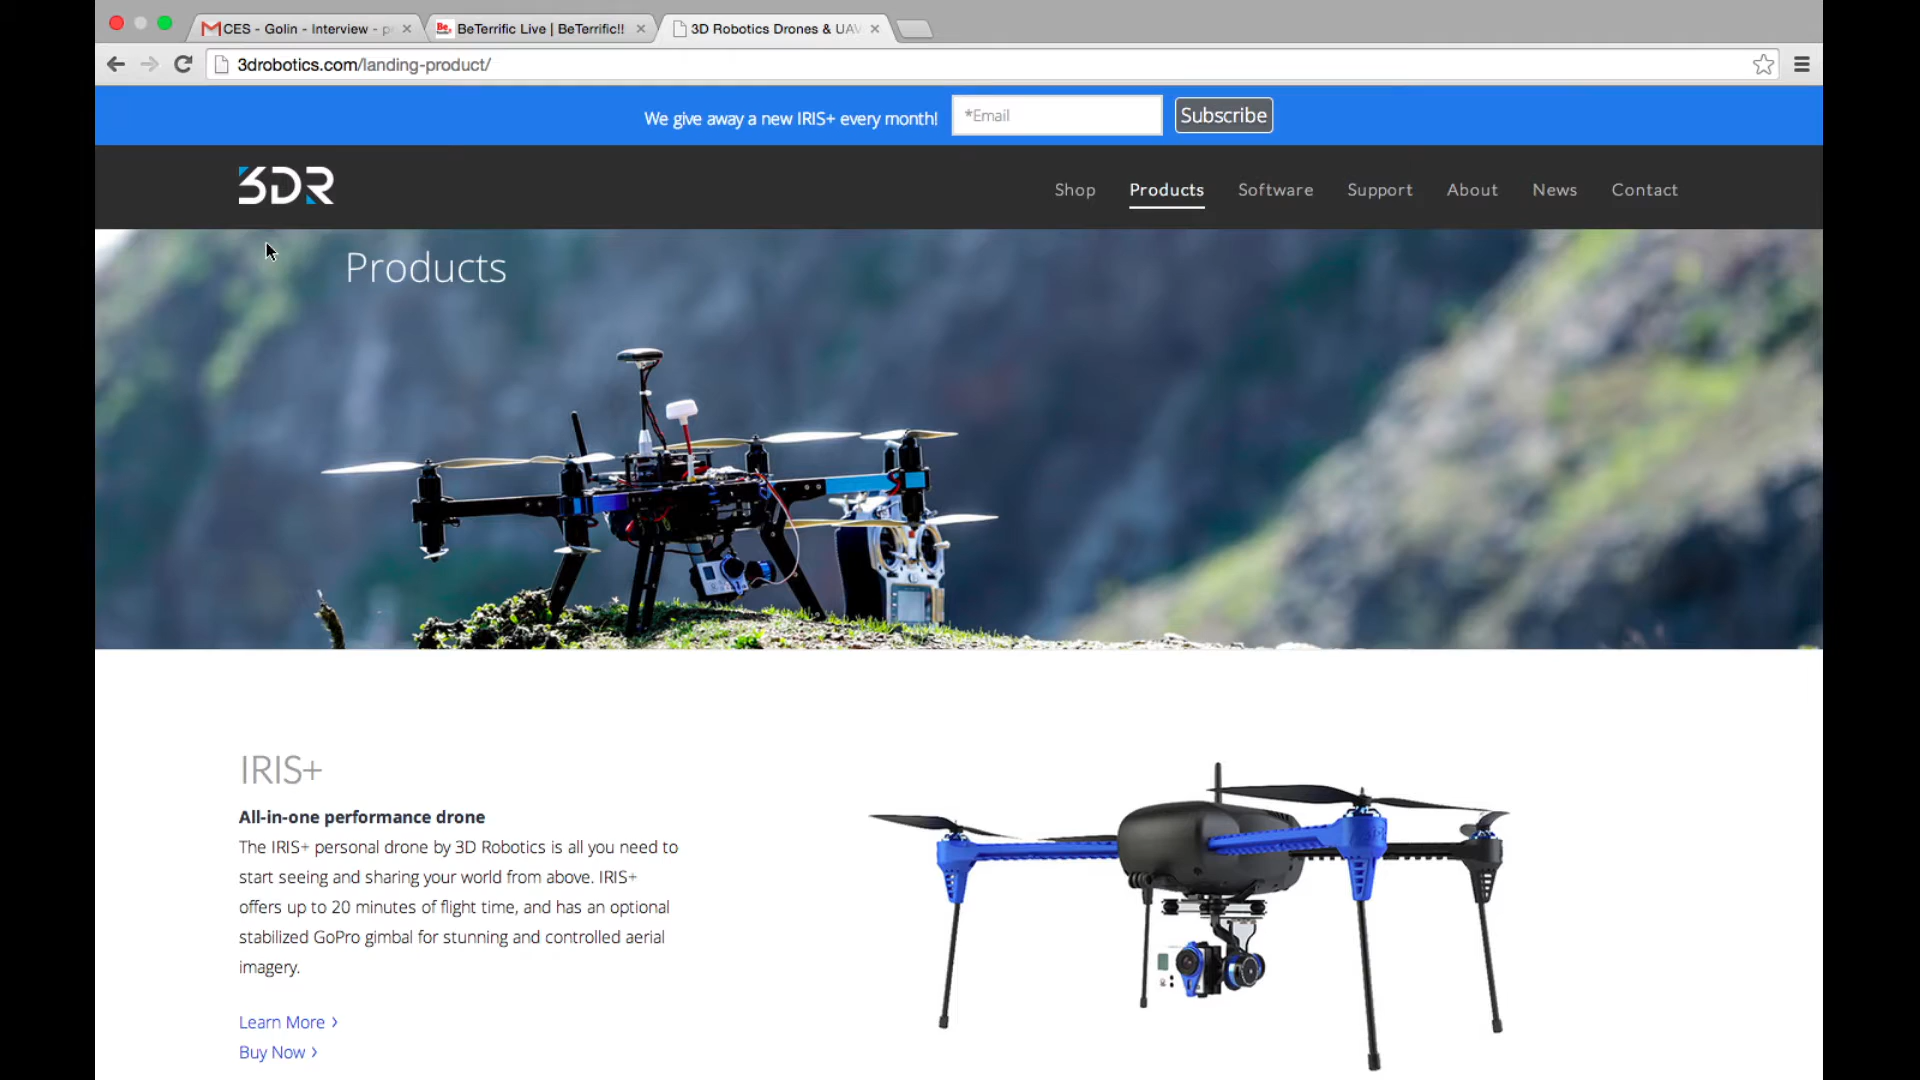 CES - Golin - Interview - p
BeTerrific Live | BeTerrific!!
3D Robotics Drones & UAV
3drobotics.com/landing-product/
We give away a new IRIS+ every month!
*Email
Subscribe
3DR
Shop
Products
Software
Support
About
News
Contact
Products
IRIS+
All-in-one performance drone
The IRIS+ personal drone by 3D Robotics is all you need to
start seeing and sharing your world from above. IRIS+
offers up to 20 minutes of flight time, and has an optional
stabilized GoPro gimbal for stunning and controlled aerial
imagery.
Learn More ›
Buy Now ›